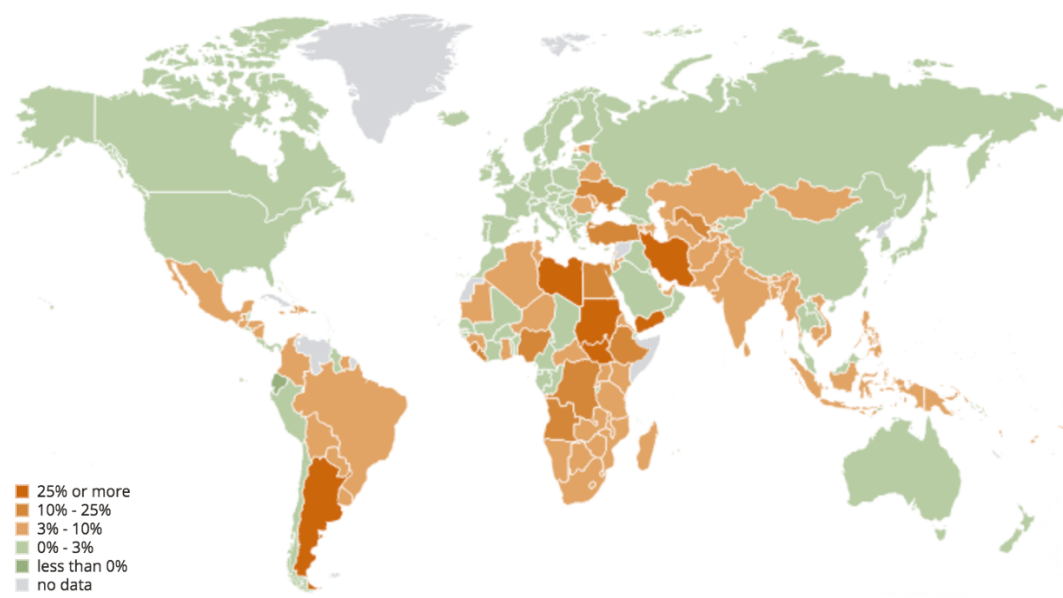 25% or more
10% - 25%
3% - 10%
0% - 3%
less than 0%
no data